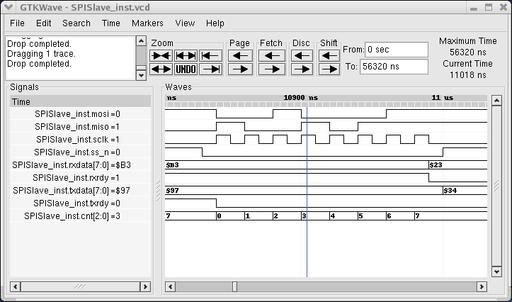 GTKWave - SPISlave_inst.vcd
File Edit Search Time Markers View Help
Drop completed.
Dragging 1 trace.
Drop completed.
Zoom Page Fetch Disc Shift
UNDO
From: 0 sec
To: 56320 ns
Maximum Time
56320 ns
Current Time
11018 ns
Signals
Waves
Time
ns 10900 ns 11 us
SPISlave_inst.mosi =0
SPISlave_inst.miso =1
SPISlave_inst.sclk =1
SPISlave_inst.ss_n =0
SPISlave_inst.rxdata[7:0] =$B3
$B3 $23
SPISlave_inst.rxrdy =1
SPISlave_inst.txdata[7:0] =$97
$97 $34
SPISlave_inst.txrdy =0
SPISlave_inst.cnt[2:0] =3
7 0 1 2 3 4 5 6 7